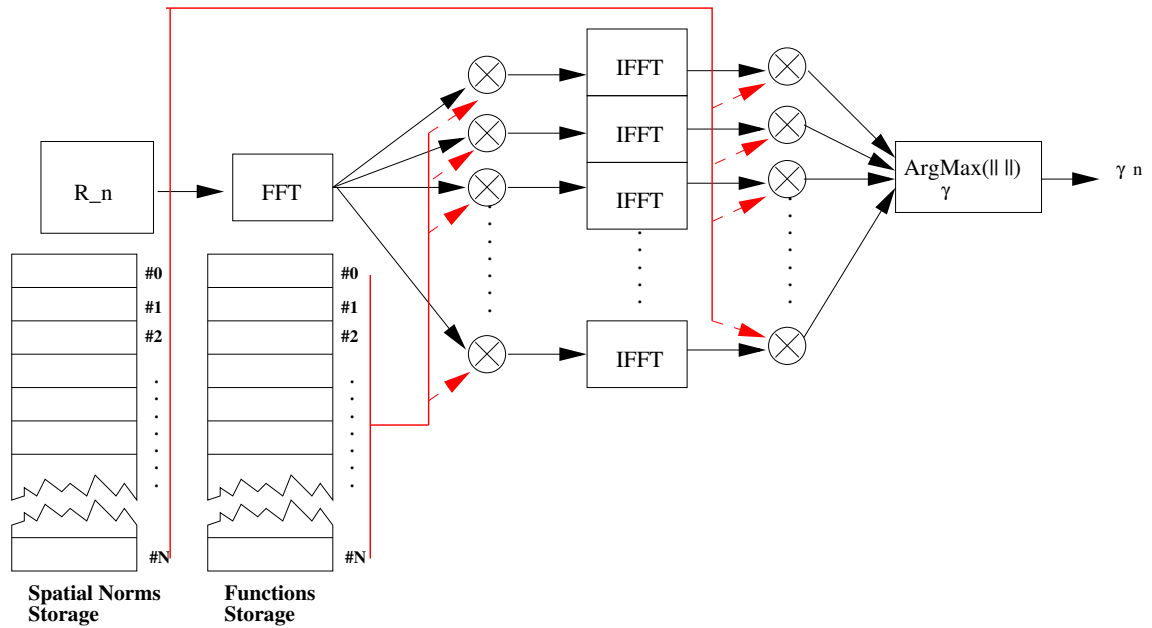 IFFT
IFFT
IFFT
R_n
FFT
ArgMax(|| ||)
γ
γ n
#0
#1
#2
#N
#0
#1
#2
#N
IFFT
Spatial Norms
Storage
Functions
Storage